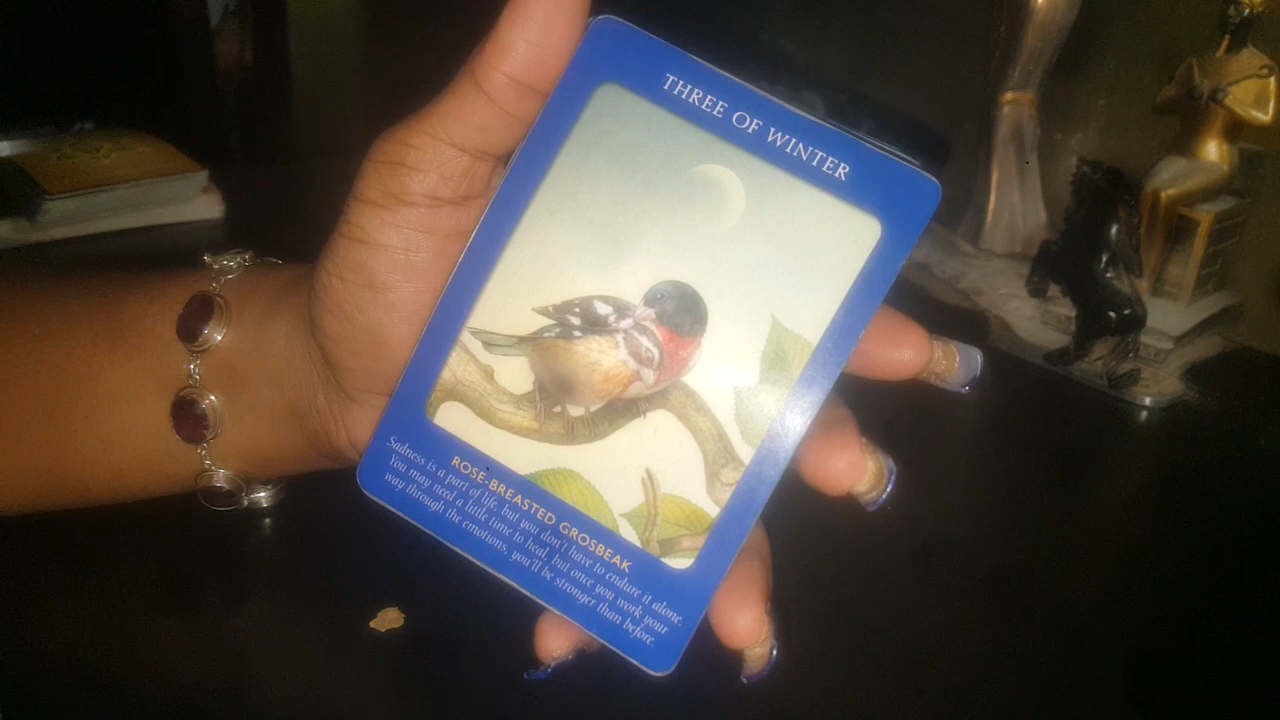 THREE OF WINTER
ROSE-BREASTED GROSBEAK
Sadness is a part of life, but you don't have to endure it alone.
You may need a little time to heal, but once you work your
way through the emotions, you'll be stronger than before.